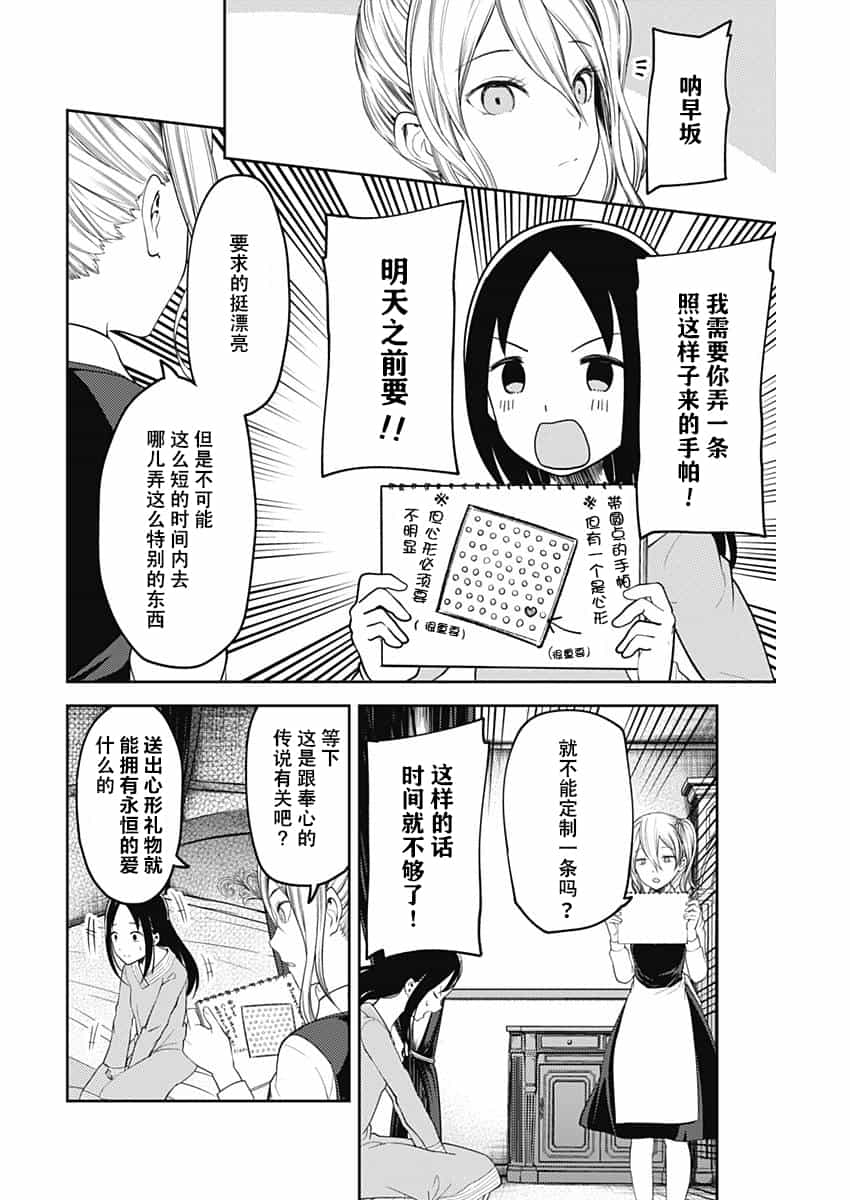 呐早坂
我需要你弄一条
照这样子来的手帕！
明天之前要！！
带圆点的手帕
※但有一个是心形
（很重要）
※但心形必须要
不明显
（很重要）
要求的挺漂亮
但是不可能
这么短的时间内去
哪儿弄这么特别的东西
就不能定制一条吗？
这样的话
时间就不够了！
等下
这是跟奉心的
传说有关吧？
送出心形礼物就
能拥有永恒的爱
什么的